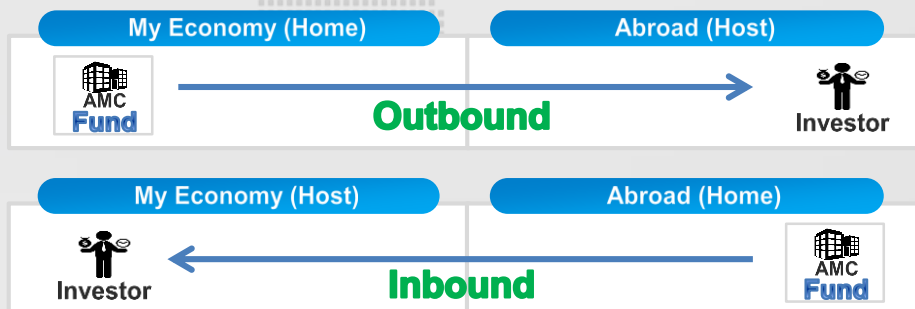 My Economy (Home)
Abroad (Host)
AMC
Fund
Outbound
Investor
My Economy (Host)
Abroad (Home)
Investor
Inbound
AMC
Fund